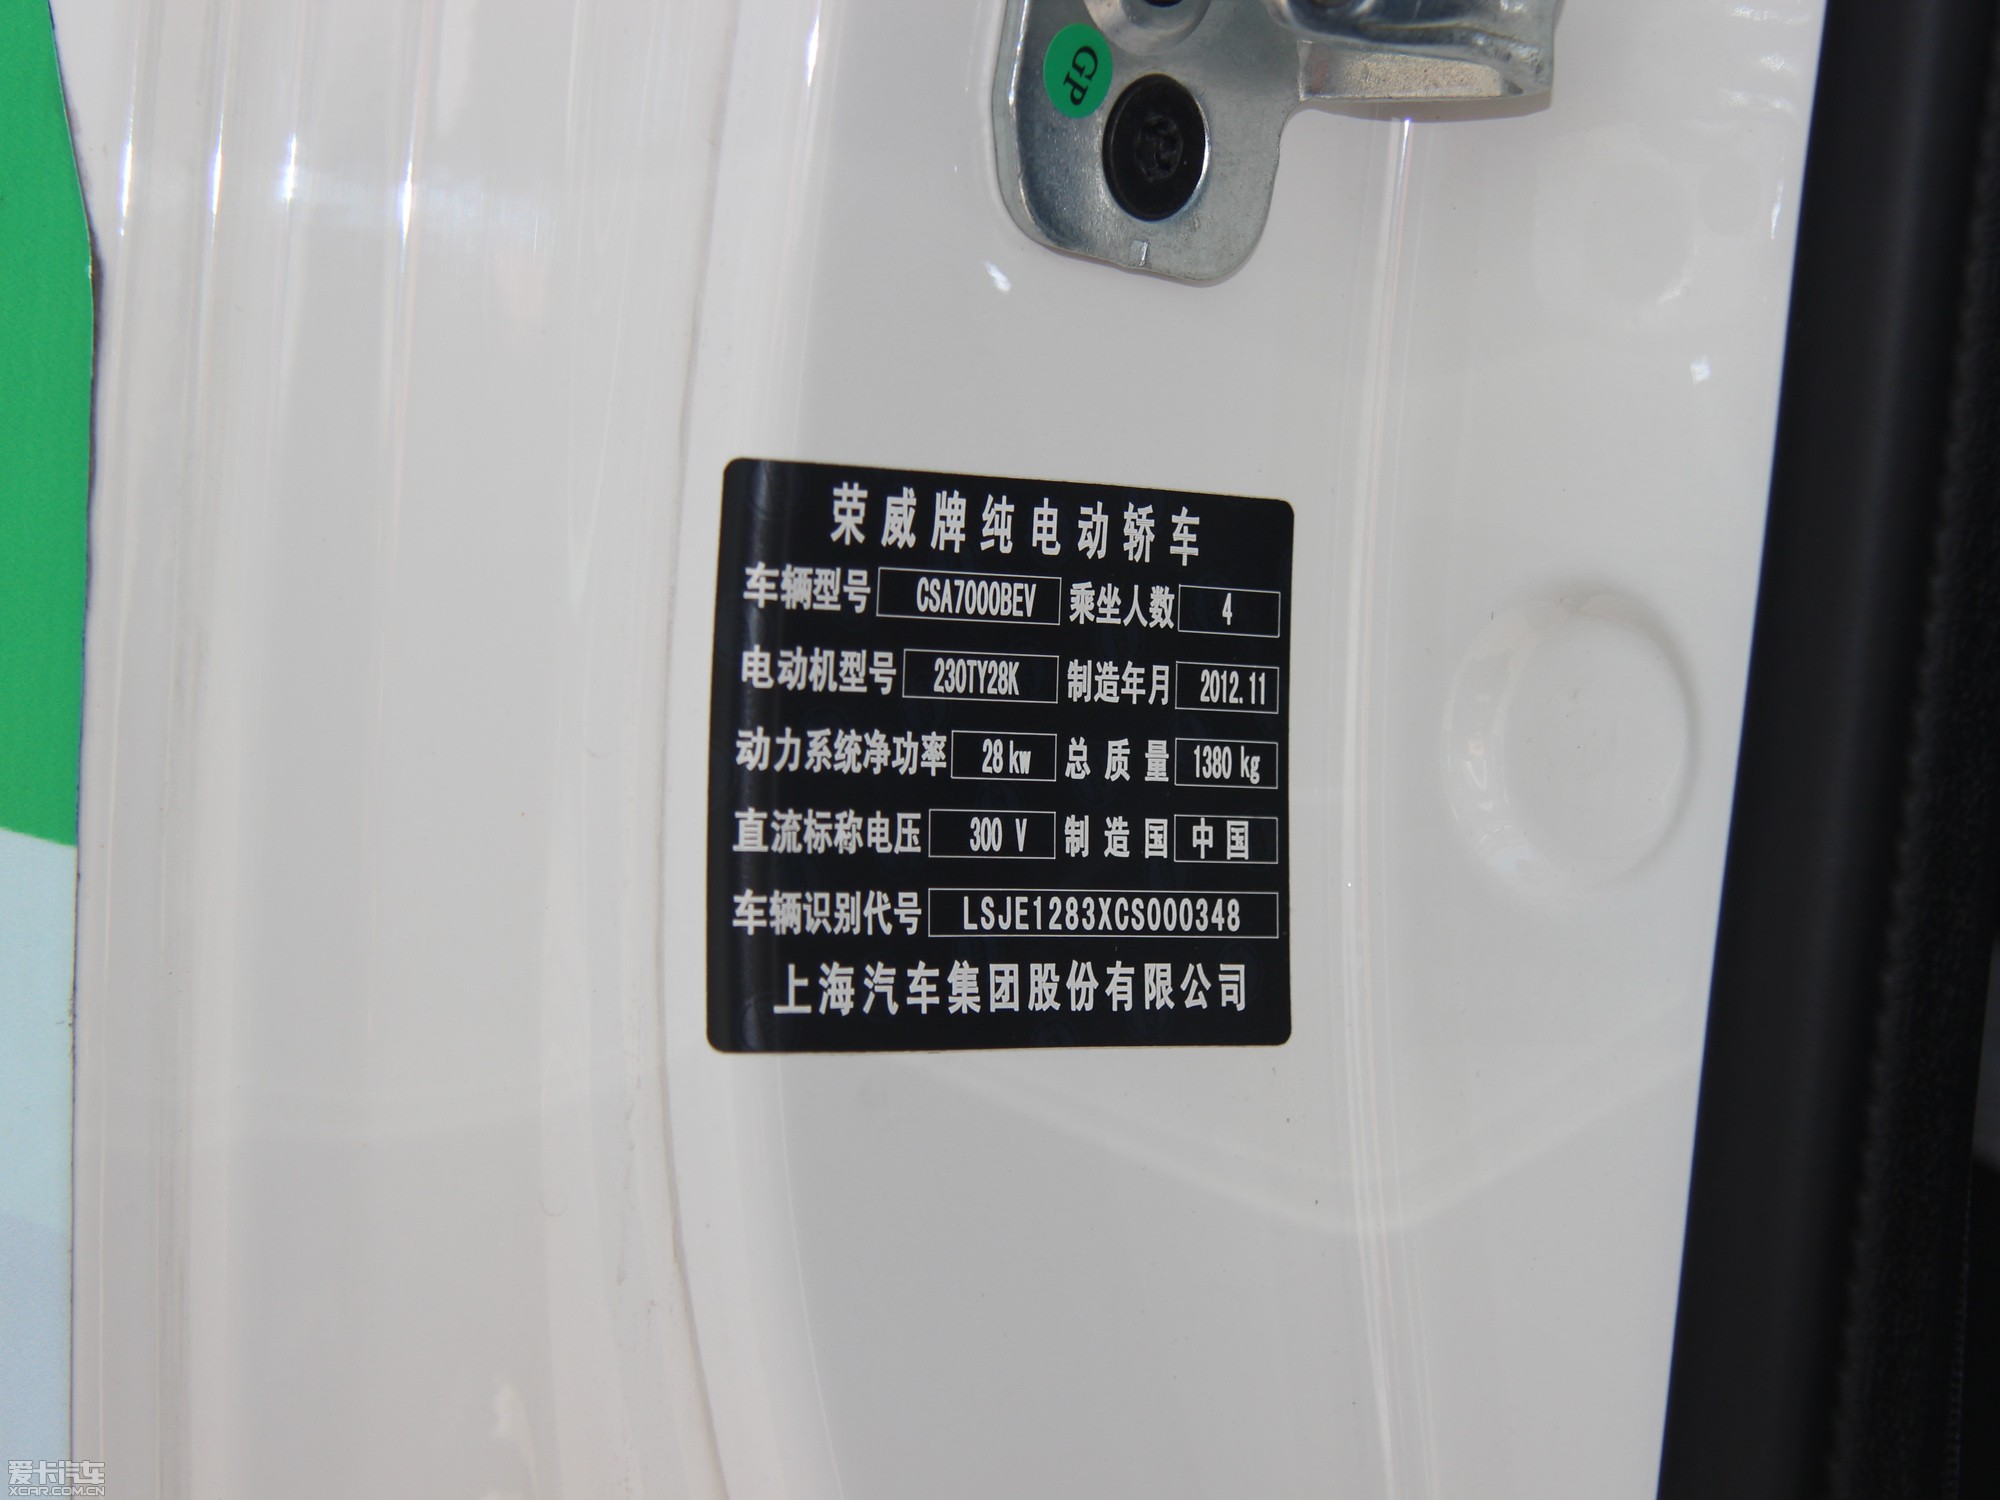 GP
荣威牌纯电动轿车
车辆型号 CSA7000BEV 乘坐人数 4
电动机型号 230TY28K 制造年月 2012.11
动力系统净功率 28 kw 总质量 1380 kg
直流标称电压 300 V 制造国 中国
车辆识别代号 LSJE1283XCS000348
上海汽车集团股份有限公司
爱卡汽车
XCAR.COM.CN